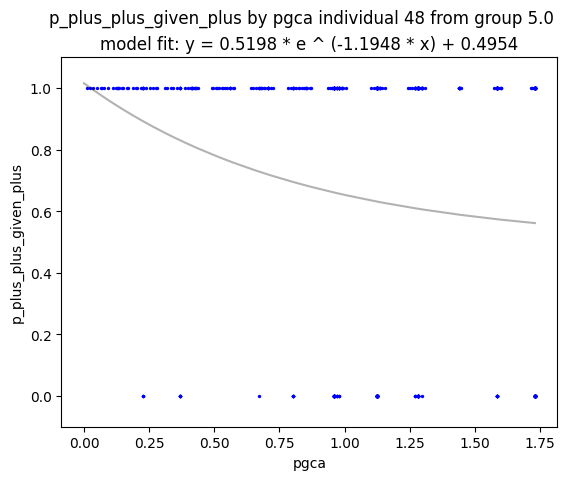 p_plus_plus_given_plus by pgca individual 48 from group 5.0
model fit: y = 0.5198 * e ^ (-1.1948 * x) + 0.4954
p_plus_plus_given_plus
1.0
0.8
0.6
0.4
0.2
0.0
0.00 0.25 0.50 0.75 1.00 1.25 1.50 1.75
pgca